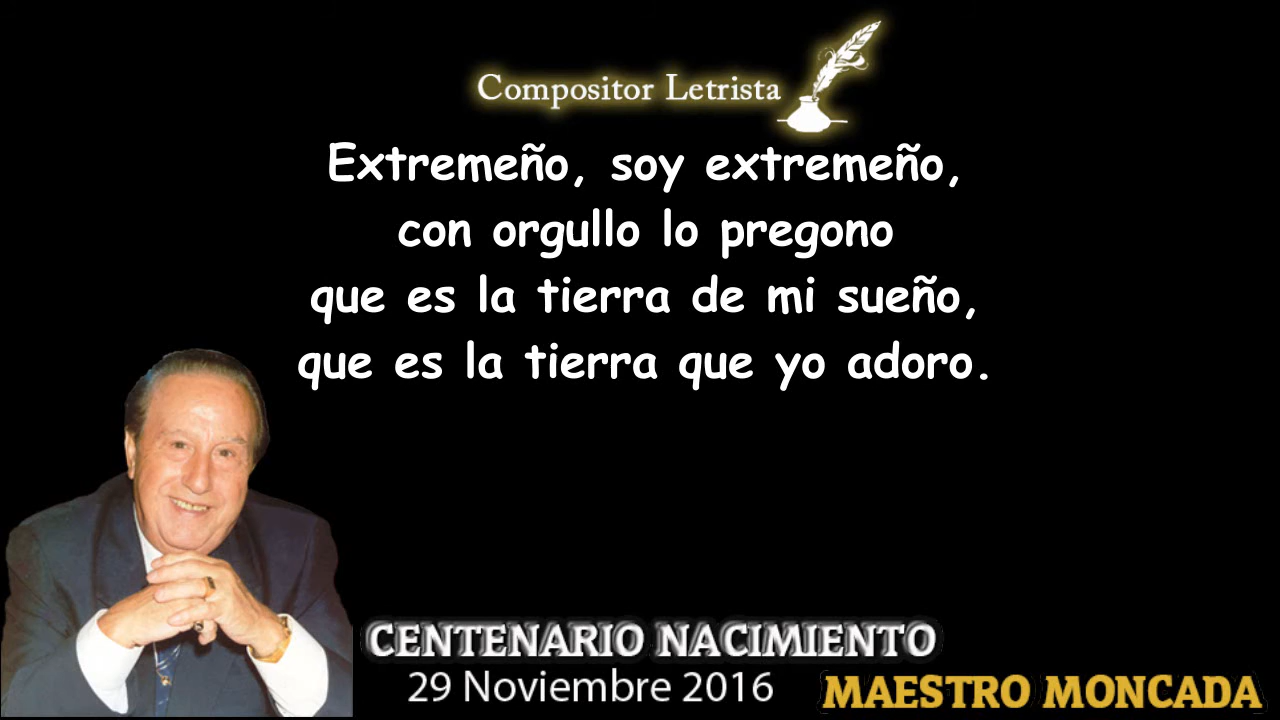 Compositor Letrista
Extremeño, soy extremeño,
con orgullo lo pregono
que es la tierra de mi sueño,
que es la tierra que yo adoro.
CENTENARIO NACIMIENTO
29 Noviembre 2016
MAESTRO MONCADA